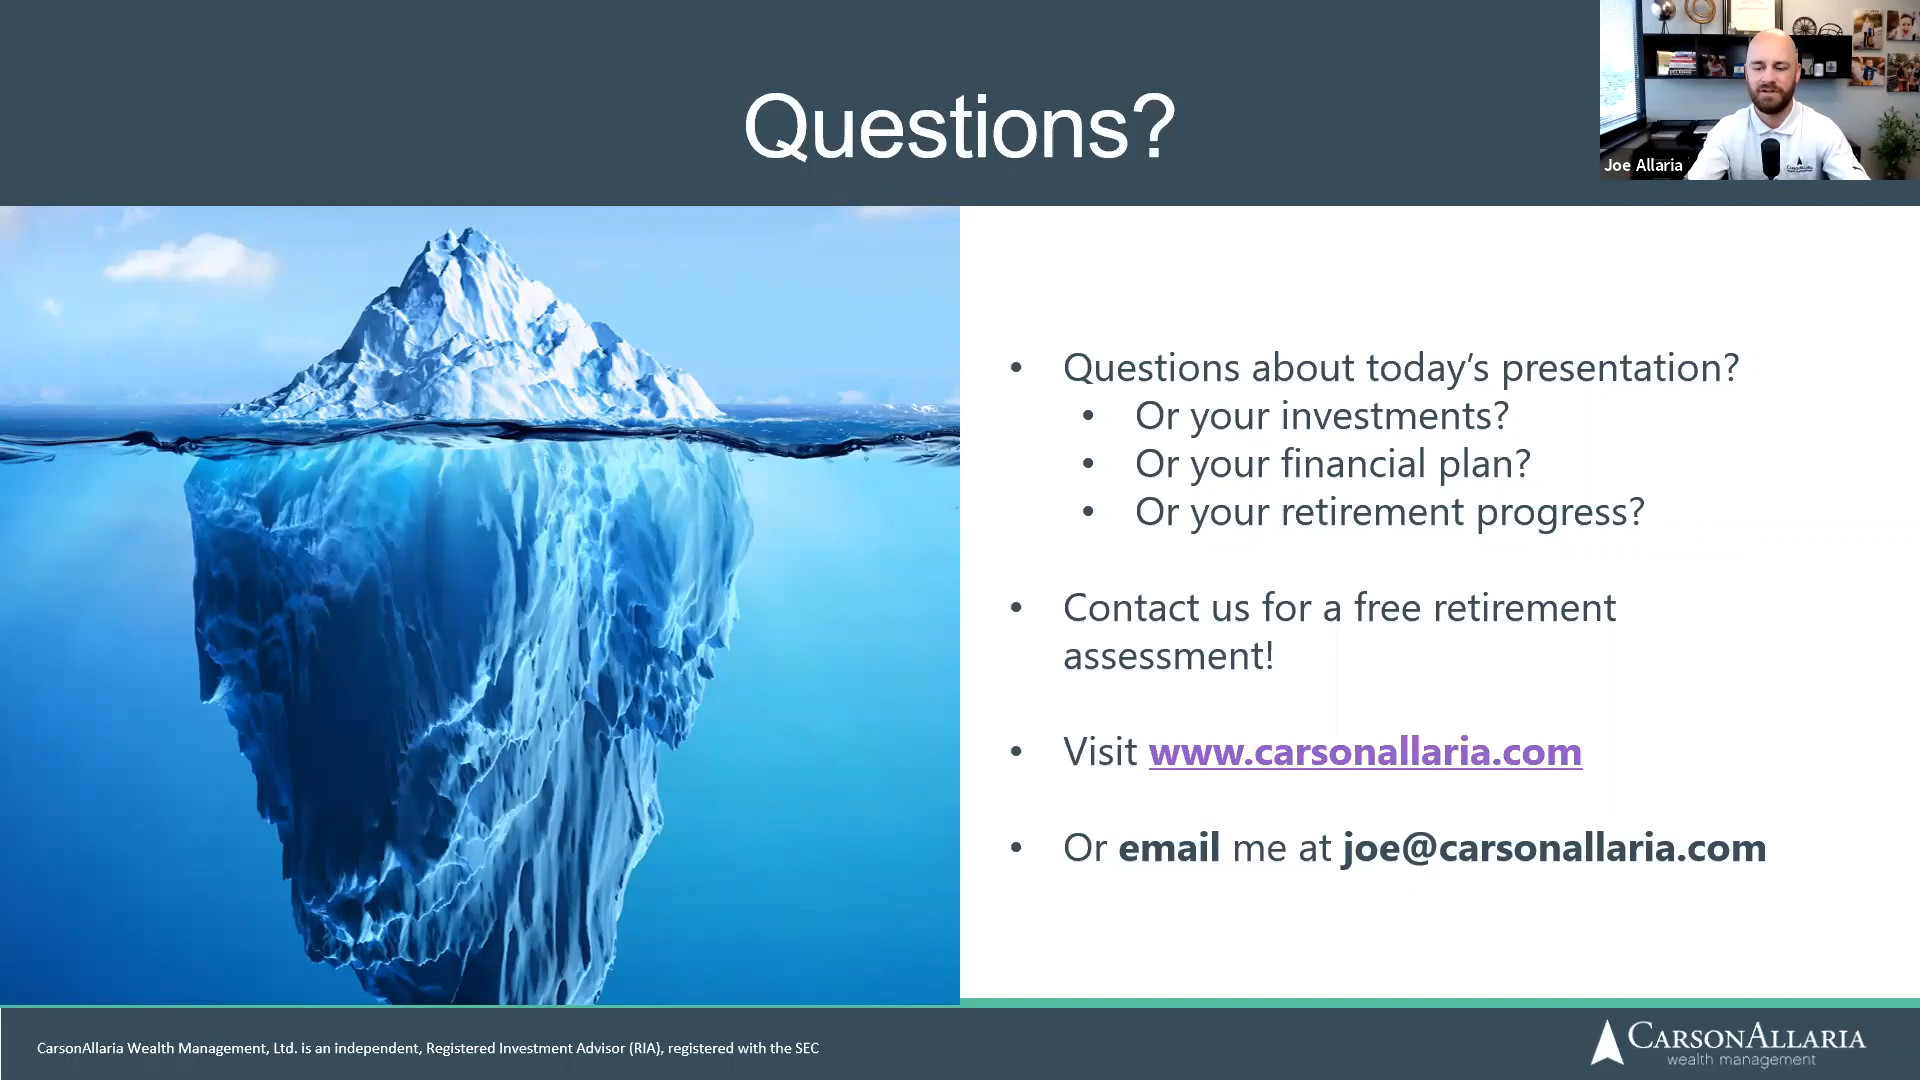 Questions?
Joe Allaria
• Questions about today's presentation?
• Or your investments?
• Or your financial plan?
• Or your retirement progress?
• Contact us for a free retirement
assessment!
• Visit www.carsonallaria.com
• Or email me at joe@carsonallaria.com
CarsonAllaria Wealth Management, Ltd. is an independent, Registered Investment Advisor (RIA), registered with the SEC
CARSONALLARIA
wealth management